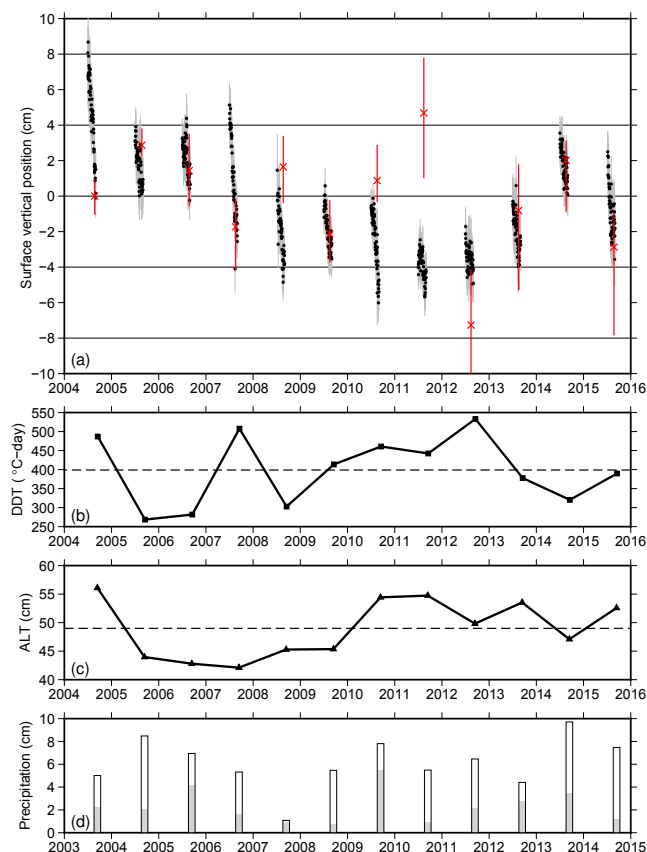 10
8
6
4
2
0
−2
−4
−6
−8
−10
Surface vertical position (cm)
(a)
2004 2005 2006 2007 2008 2009 2010 2011 2012 2013 2014 2015 2016
550
500
450
400
350
300
250
DDT ( °C−day)
(b)
2004 2005 2006 2007 2008 2009 2010 2011 2012 2013 2014 2015 2016
60
55
50
45
40
ALT (cm)
(c)
2004 2005 2006 2007 2008 2009 2010 2011 2012 2013 2014 2015 2016
10
8
6
4
2
0
Precipitation (cm)
(d)
2003 2004 2005 2006 2007 2008 2009 2010 2011 2012 2013 2014 2015